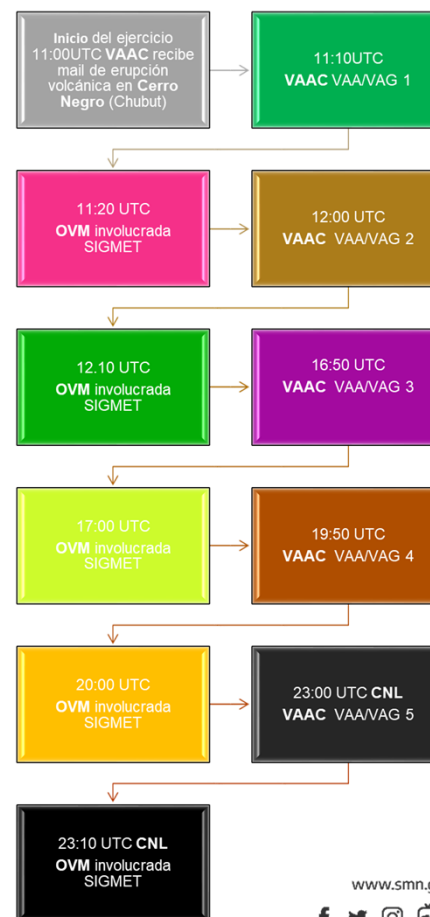 Inicio del ejercicio
11:00UTC VAAC recibe
mail de erupción
volcánica en Cerro
Negro (Chubut)
11:10UTC
VAAC VAA/VAG 1
11:20 UTC
OVM involucrada
SIGMET
12:00 UTC
VAAC VAA/VAG 2
12.10 UTC
OVM involucrada
SIGMET
16:50 UTC
VAAC VAA/VAG 3
17:00 UTC
OVM involucrada
SIGMET
19:50 UTC
VAAC VAA/VAG 4
20:00 UTC
OVM involucrada
SIGMET
23:00 UTC CNL
VAAC VAA/VAG 5
23:10 UTC CNL
OVM involucrada
SIGMET
www.smn.g